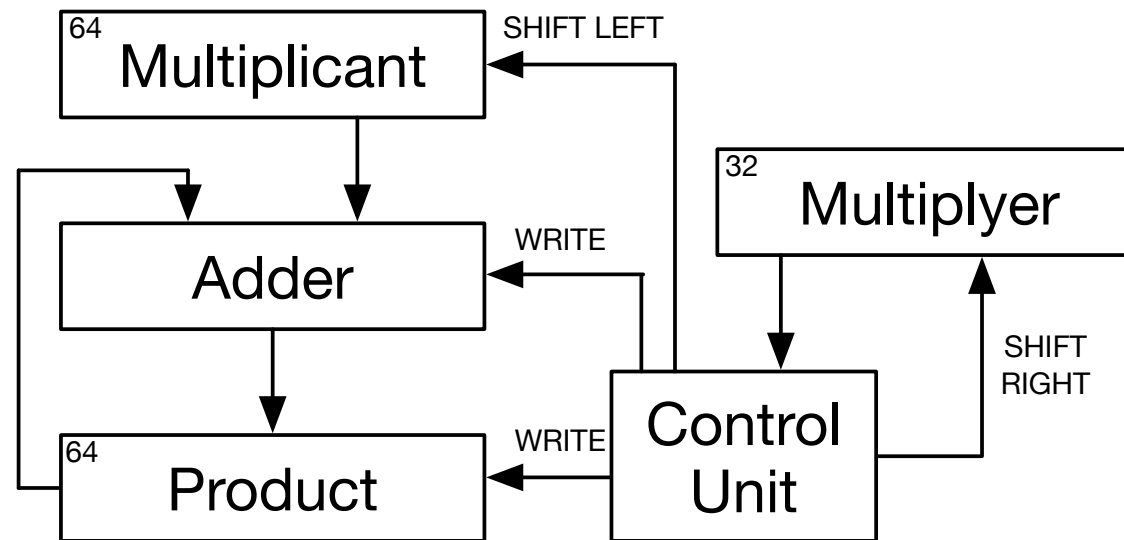 64
Multiplicant
SHIFT LEFT
32
Multiplyer
Adder
WRITE
SHIFT
RIGHT
64
Product
WRITE
Control
Unit